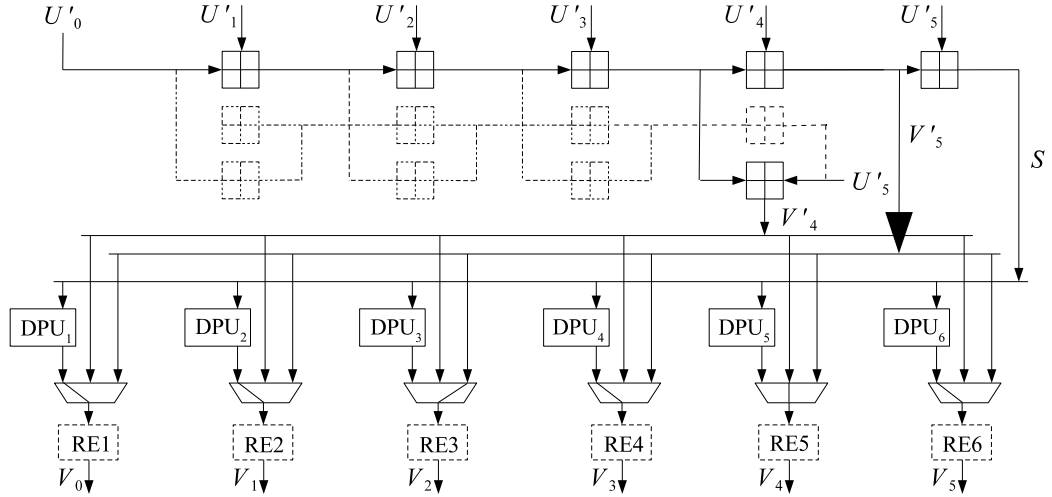 U'₀ U'₁ U'₂ U'₃ U'₄ U'₅
V'₅ S
U'₅
V'₄
DPU₁ DPU₂ DPU₃ DPU₄ DPU₅ DPU₆
RE1 RE2 RE3 RE4 RE5 RE6
V₀ V₁ V₂ V₃ V₄ V₅